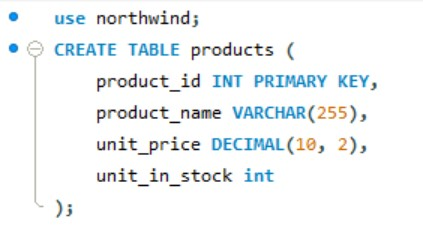 use northwind;
CREATE TABLE products (
product_id INT PRIMARY KEY,
product_name VARCHAR(255),
unit_price DECIMAL(10, 2),
unit_in_stock int
);